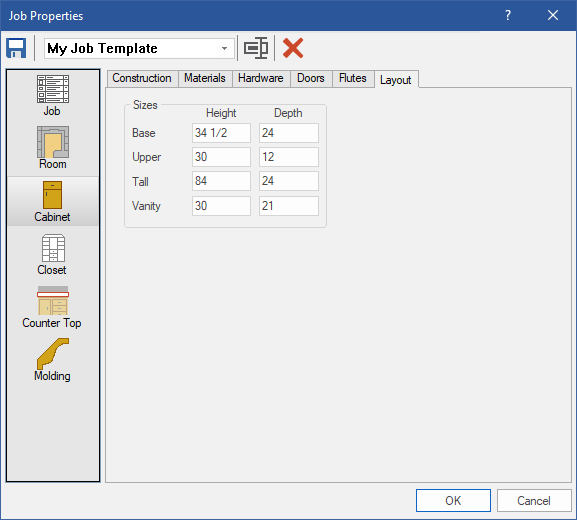 Job Properties ?
My Job Template
Construction Materials Hardware Doors Flutes Layout
Job
Room
Cabinet
Closet
Counter Top
Molding
Sizes
Height Depth
Base 34 1/2 24
Upper 30 12
Tall 84 24
Vanity 30 21
OK Cancel